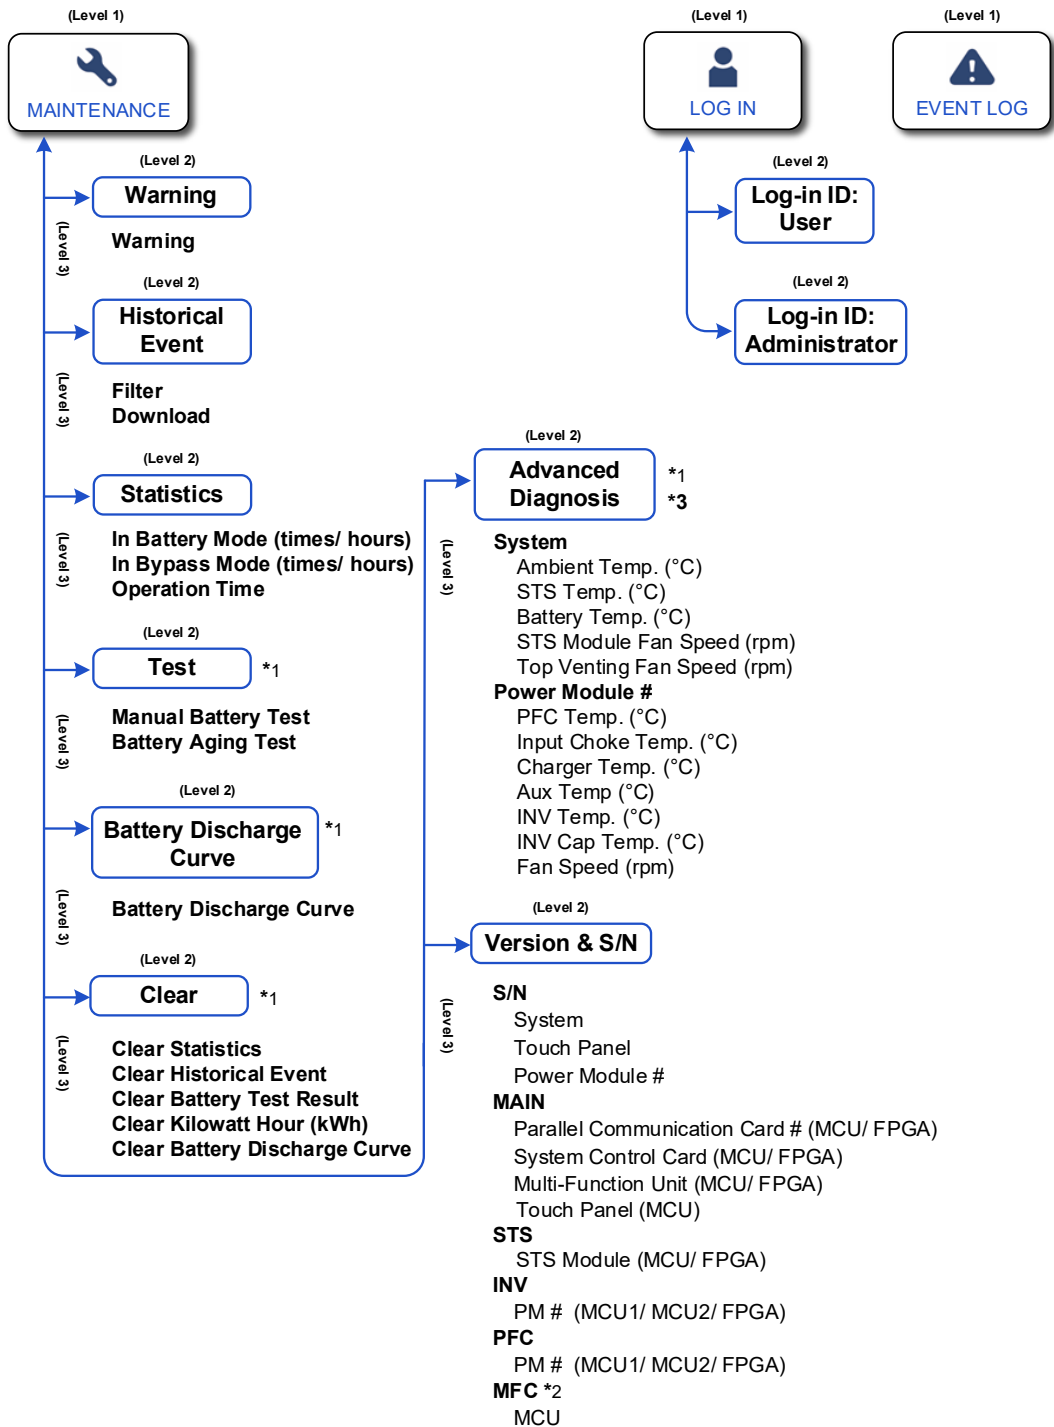 (Level 1)
MAINTENANCE
(Level 2)
Warning
(Level 3)
Warning
(Level 2)
Historical
Event
(Level 3)
Filter
Download
(Level 2)
Statistics
(Level 3)
In Battery Mode (times/ hours)
In Bypass Mode (times/ hours)
Operation Time
(Level 2)
Test *1
(Level 3)
Manual Battery Test
Battery Aging Test
(Level 2)
Battery Discharge
Curve
*1
(Level 3)
Battery Discharge Curve
(Level 2)
Clear *1
(Level 3)
Clear Statistics
Clear Historical Event
Clear Battery Test Result
Clear Kilowatt Hour (kWh)
Clear Battery Discharge Curve
(Level 2)
Advanced
Diagnosis
*1
*3
(Level 3)
System
Ambient Temp. (°C)
STS Temp. (°C)
Battery Temp. (°C)
STS Module Fan Speed (rpm)
Top Venting Fan Speed (rpm)
Power Module #
PFC Temp. (°C)
Input Choke Temp. (°C)
Charger Temp. (°C)
Aux Temp (°C)
INV Temp. (°C)
INV Cap Temp. (°C)
Fan Speed (rpm)
(Level 2)
Version & S/N
(Level 3)
S/N
System
Touch Panel
Power Module #
MAIN
Parallel Communication Card # (MCU/ FPGA)
System Control Card (MCU/ FPGA)
Multi-Function Unit (MCU/ FPGA)
Touch Panel (MCU)
STS
STS Module (MCU/ FPGA)
INV
PM # (MCU1/ MCU2/ FPGA)
PFC
PM # (MCU1/ MCU2/ FPGA)
MFC *2
MCU
(Level 1)
LOG IN
(Level 2)
Log-in ID:
User
(Level 2)
Log-in ID:
Administrator
(Level 1)
EVENT LOG